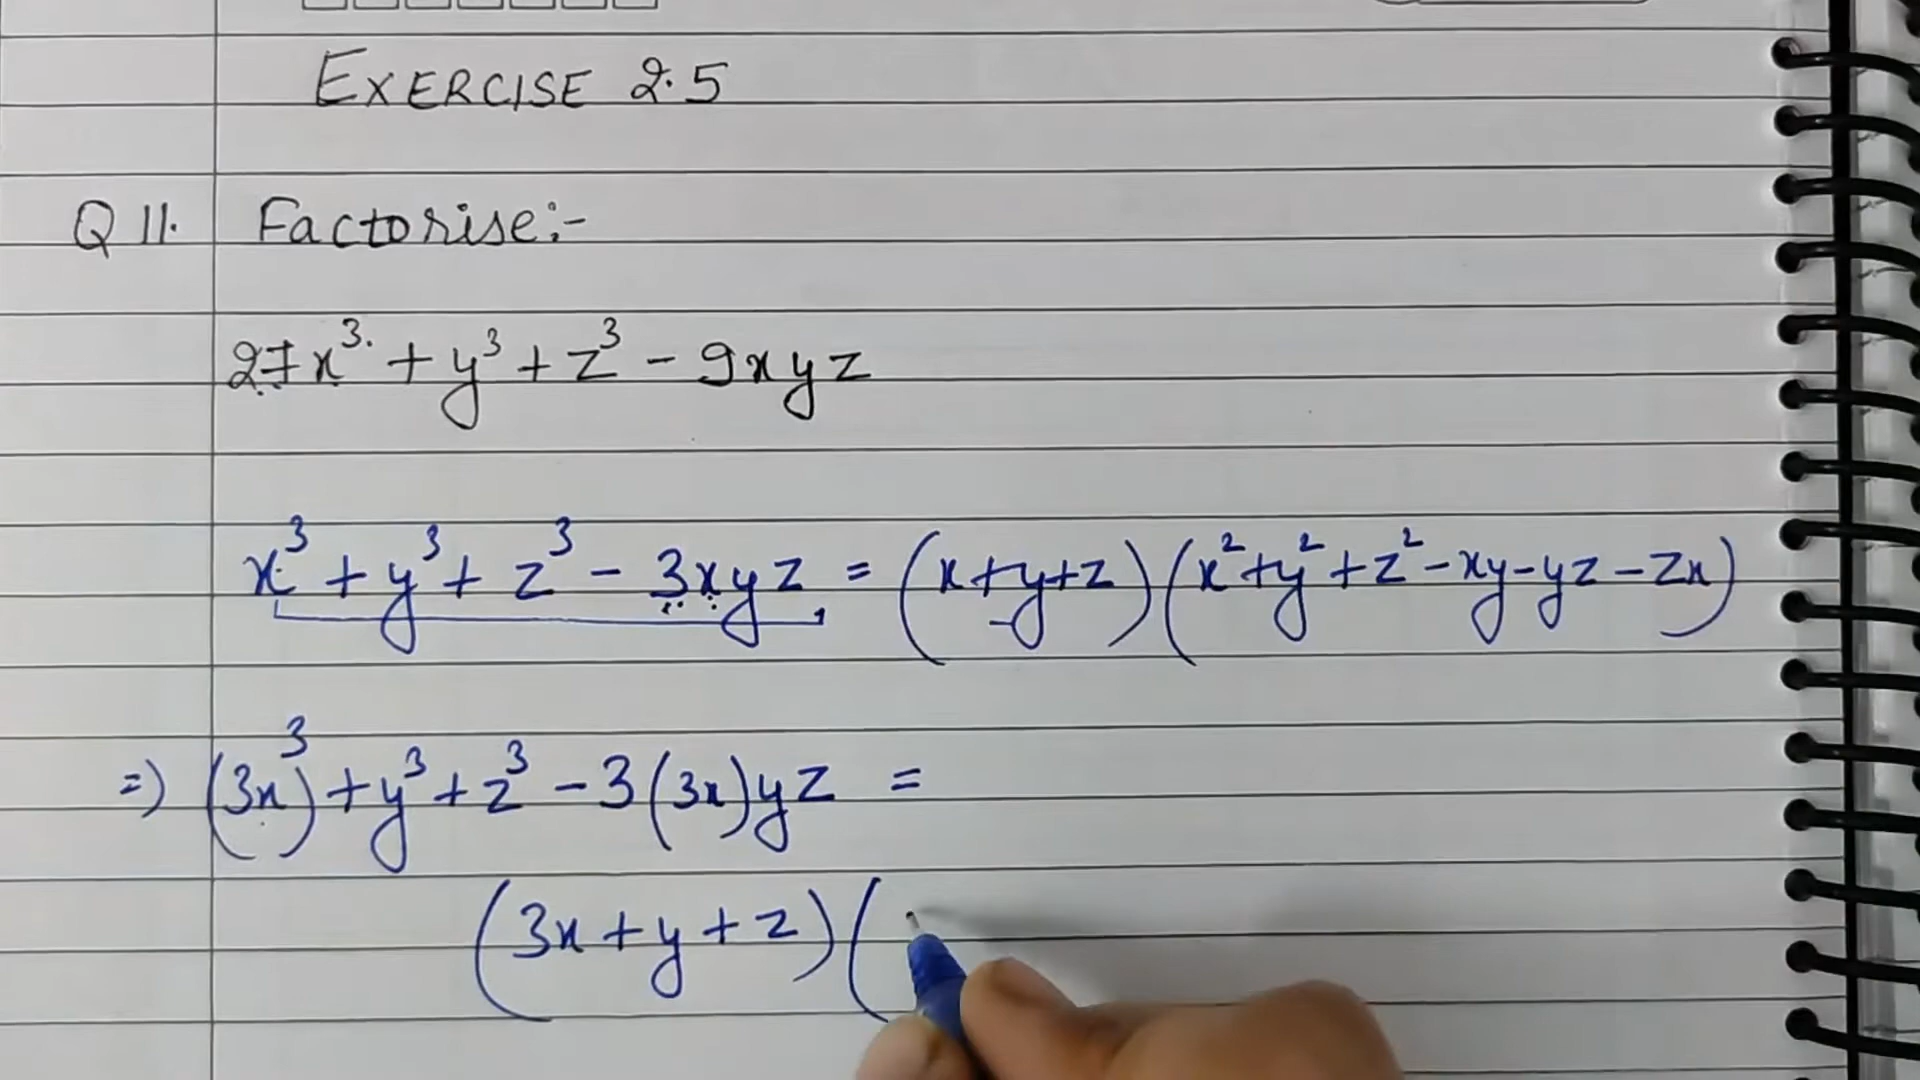 EXERCISE 2.5
Q 11. Factorise:-
27x³ + y³ + z³ - 9xyz
x³ + y³ + z³ - 3xyz = (x+y+z)(x²+y²+z²-xy-yz-zx)
⇒ (3x)³ + y³ + z³ - 3(3x)yz =
(3x+y+z)(